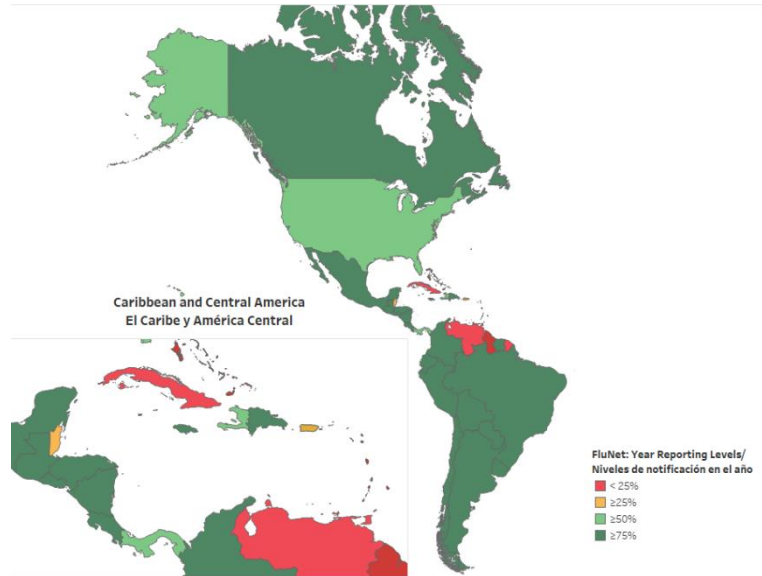 Caribbean and Central America
El Caribe y América Central
FluNet: Year Reporting Levels/
Niveles de notificación en el año
< 25%
≥25%
≥50%
≥75%